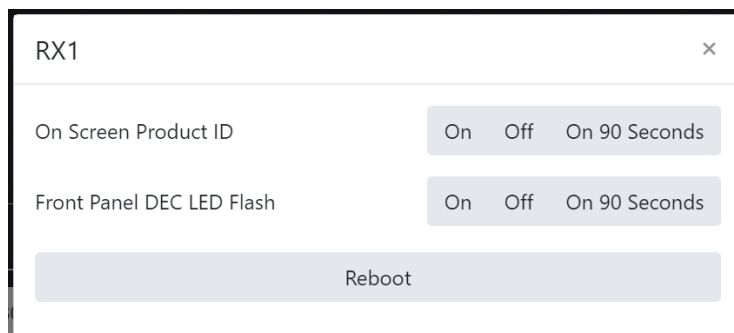 RX1 ×
On Screen Product ID On Off On 90 Seconds
Front Panel DEC LED Flash On Off On 90 Seconds
Reboot